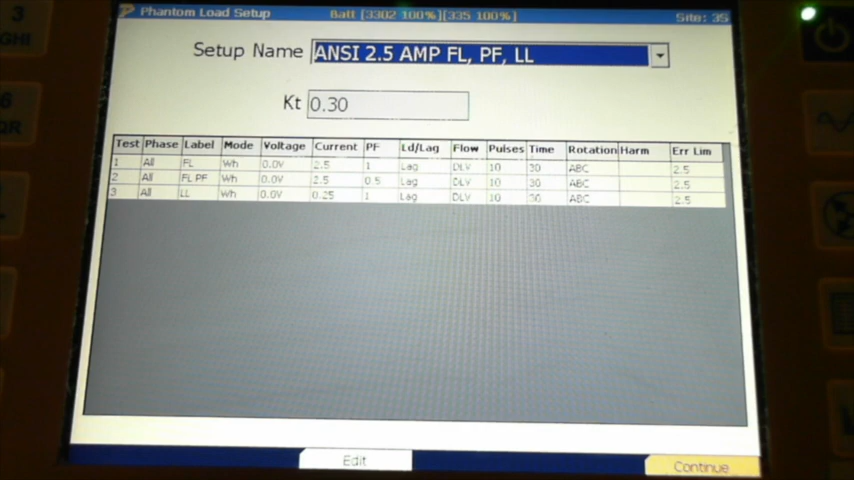 Phantom Load Setup Batt [3302 100%][335 100%] Site: 35
Setup Name ANSI 2.5 AMP FL, PF, LL
Kt 0.30
Test Phase Label Mode Voltage Current PF Ld/Lag Flow Pulses Time Rotation Harm Err Lim
1 All FL Wh 0.0V 2.5 1 Lag DLV 10 30 ABC 2.5
2 All FL PF Wh 0.0V 2.5 0.5 Lag DLV 10 30 ABC 2.5
3 All LL Wh 0.0V 0.25 1 Lag DLV 10 30 ABC 2.5
Edit Continue
3
GHI
6